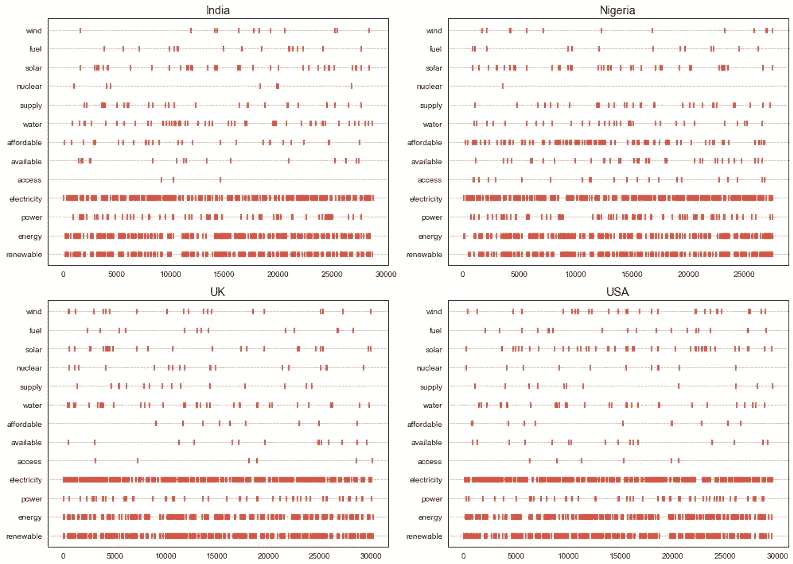 India
wind
fuel
solar
nuclear
supply
water
affordable
available
access
electricity
power
energy
renewable
0 5000 10000 15000 20000 25000 30000
Nigeria
wind
fuel
solar
nuclear
supply
water
affordable
available
access
electricity
power
energy
renewable
0 5000 10000 15000 20000 25000
UK
wind
fuel
solar
nuclear
supply
water
affordable
available
access
electricity
power
energy
renewable
0 5000 10000 15000 20000 25000 30000
USA
wind
fuel
solar
nuclear
supply
water
affordable
available
access
electricity
power
energy
renewable
0 5000 10000 15000 20000 25000 30000